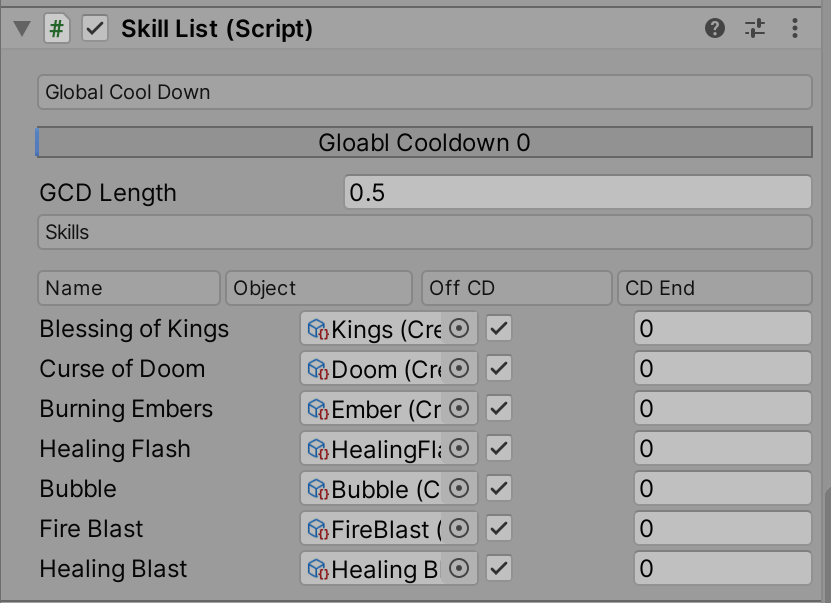 # Skill List (Script)
Global Cool Down
Gloabl Cooldown 0
GCD Length 0.5
Skills
Name Object Off CD CD End
Blessing of Kings Kings (Cre 0
Curse of Doom Doom (Cre 0
Burning Embers Ember (Cr 0
Healing Flash HealingFla 0
Bubble Bubble (C 0
Fire Blast FireBlast ( 0
Healing Blast Healing B 0